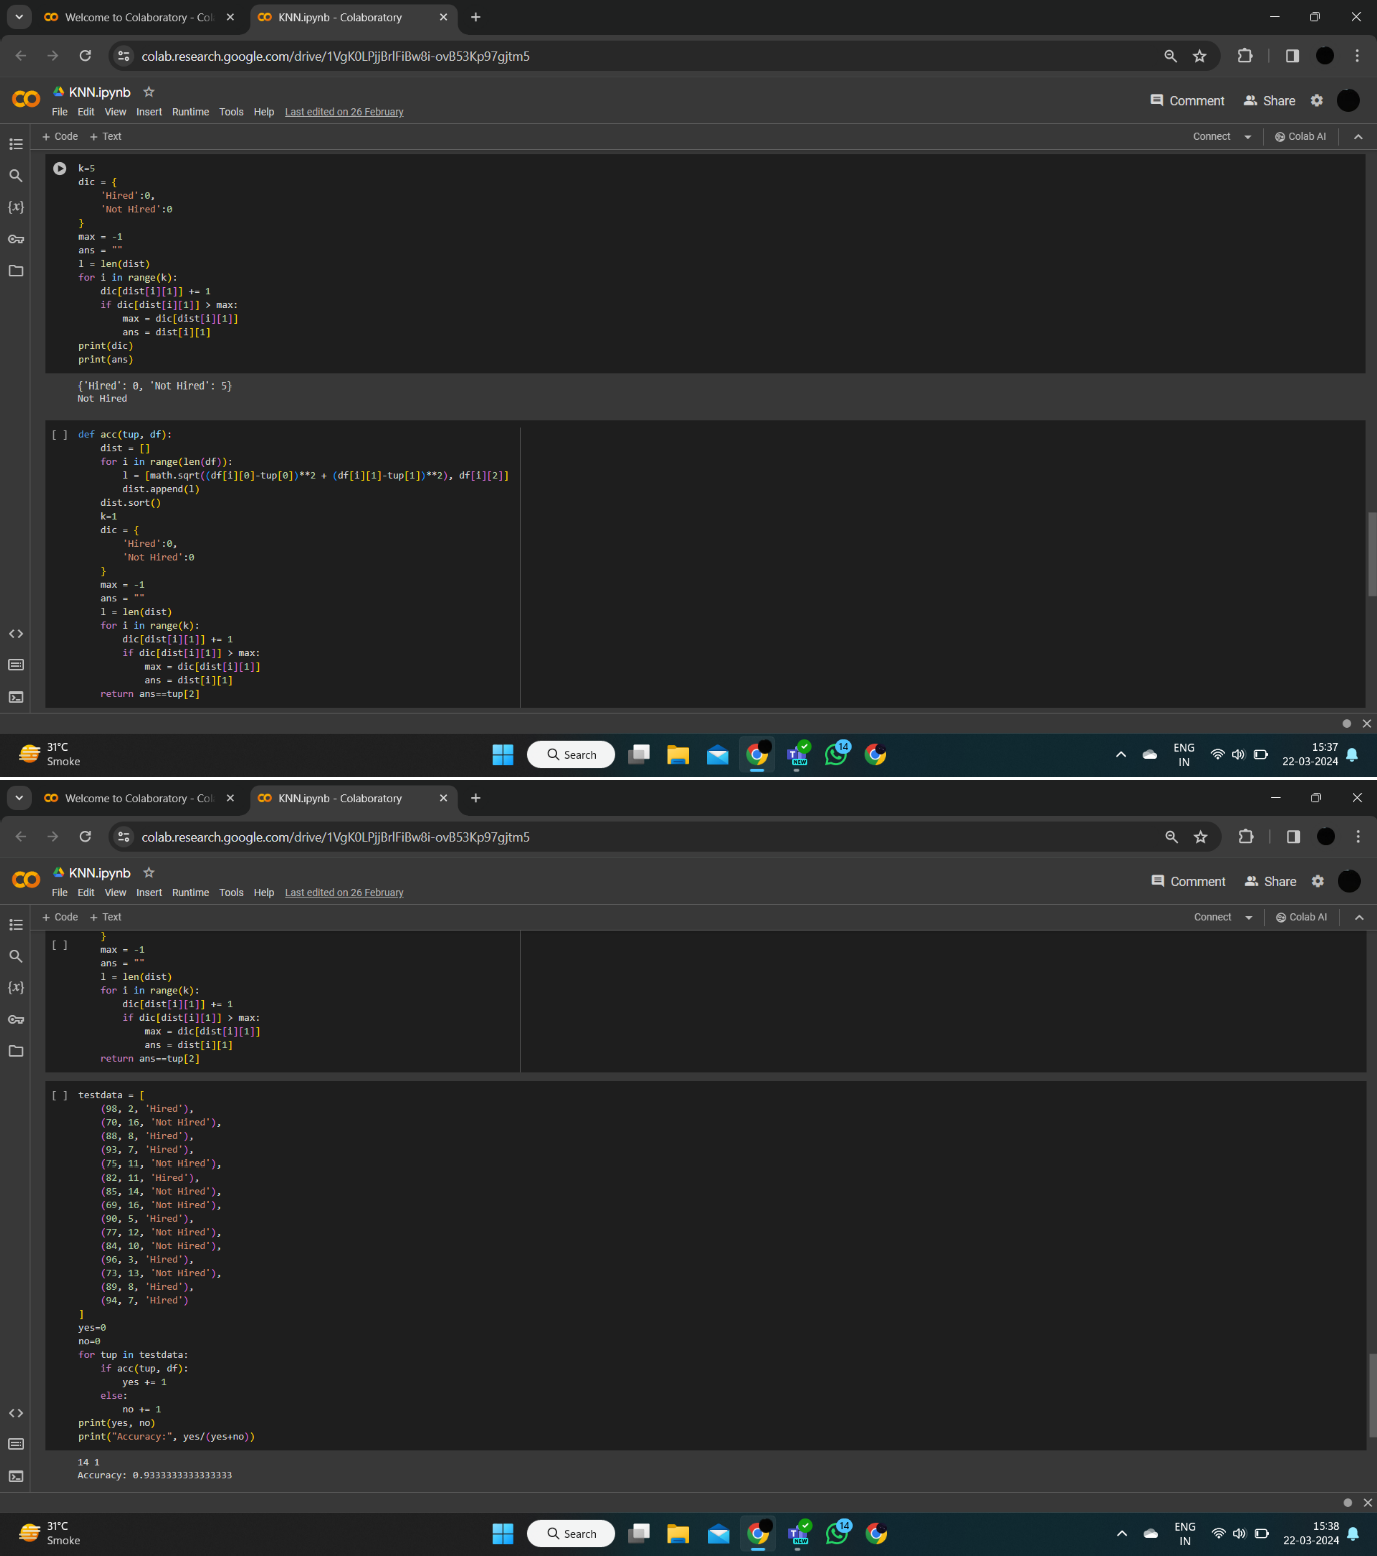 Welcome to Colaboratory - Col
KNN.ipynb - Colaboratory
colab.research.google.com/drive/1VgK0LPjjBrlFiBw8i-ovB53Kp97gjtm5
KNN.ipynb
Comment
Share
File Edit View Insert Runtime Tools Help Last edited on 26 February
+ Code + Text
Connect
Colab AI
k=5
dic = {
    'Hired':0,
    'Not Hired':0
}
max = -1
ans = ""
l = len(dist)
for i in range(k):
    dic[dist[i][1]] += 1
    if dic[dist[i][1]] > max:
        max = dic[dist[i][1]]
        ans = dist[i][1]
print(dic)
print(ans)
{'Hired': 0, 'Not Hired': 5}
Not Hired
[ ] def acc(tup, df):
    dist = []
    for i in range(len(df)):
        l = [math.sqrt((df[i][0]-tup[0])**2 + (df[i][1]-tup[1])**2), df[i][2]]
        dist.append(l)
    dist.sort()
    k=1
    dic = {
        'Hired':0,
        'Not Hired':0
    }
    max = -1
    ans = ""
    l = len(dist)
    for i in range(k):
        dic[dist[i][1]] += 1
        if dic[dist[i][1]] > max:
            max = dic[dist[i][1]]
            ans = dist[i][1]
    return ans==tup[2]
31°C
Smoke
Search
NEW
14
ENG
IN
15:37
22-03-2024
Welcome to Colaboratory - Col
KNN.ipynb - Colaboratory
colab.research.google.com/drive/1VgK0LPjjBrlFiBw8i-ovB53Kp97gjtm5
KNN.ipynb
Comment
Share
File Edit View Insert Runtime Tools Help Last edited on 26 February
+ Code + Text
Connect
Colab AI
[ ]
    }
    max = -1
    ans = ""
    l = len(dist)
    for i in range(k):
        dic[dist[i][1]] += 1
        if dic[dist[i][1]] > max:
            max = dic[dist[i][1]]
            ans = dist[i][1]
    return ans==tup[2]
[ ] testdata = [
    (98, 2, 'Hired'),
    (70, 16, 'Not Hired'),
    (88, 8, 'Hired'),
    (93, 7, 'Hired'),
    (75, 11, 'Not Hired'),
    (82, 11, 'Hired'),
    (85, 14, 'Not Hired'),
    (69, 16, 'Not Hired'),
    (90, 5, 'Hired'),
    (77, 12, 'Not Hired'),
    (84, 10, 'Not Hired'),
    (96, 3, 'Hired'),
    (73, 13, 'Not Hired'),
    (89, 8, 'Hired'),
    (94, 7, 'Hired')
]
yes=0
no=0
for tup in testdata:
    if acc(tup, df):
        yes += 1
    else:
        no += 1
print(yes, no)
print("Accuracy:", yes/(yes+no))
14 1
Accuracy: 0.9333333333333333
31°C
Smoke
Search
NEW
14
ENG
IN
15:38
22-03-2024